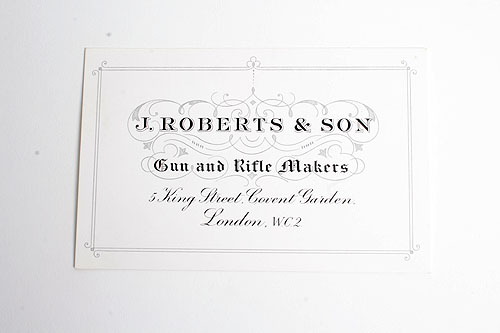 J. ROBERTS & SON
Gun and Rifle Makers
5 King Street, Covent Garden,
London, WC2